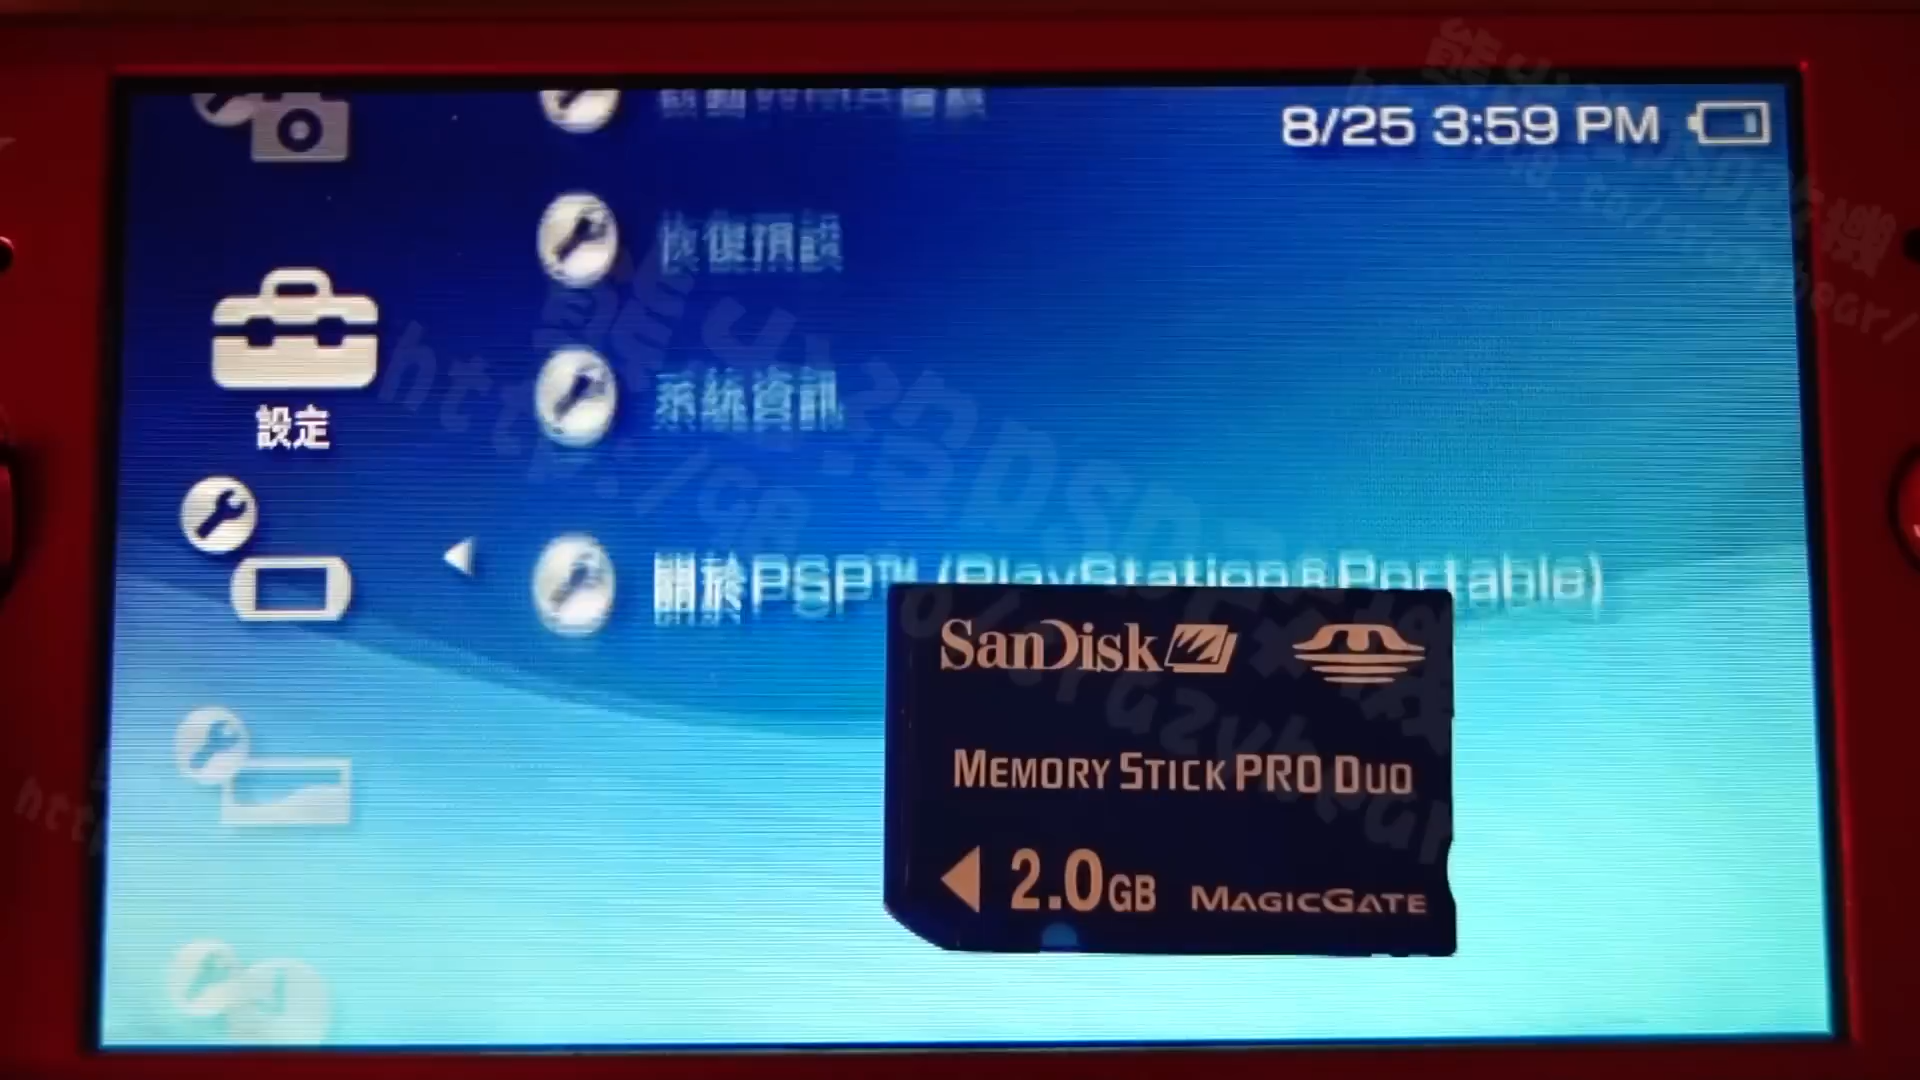 8/25 3:59 PM
恢復預設
系統資訊
設定
關於PSP™ (PlayStation®Portable)
SanDisk
MEMORY STICK PRO DUO
2.0GB MAGICGATE